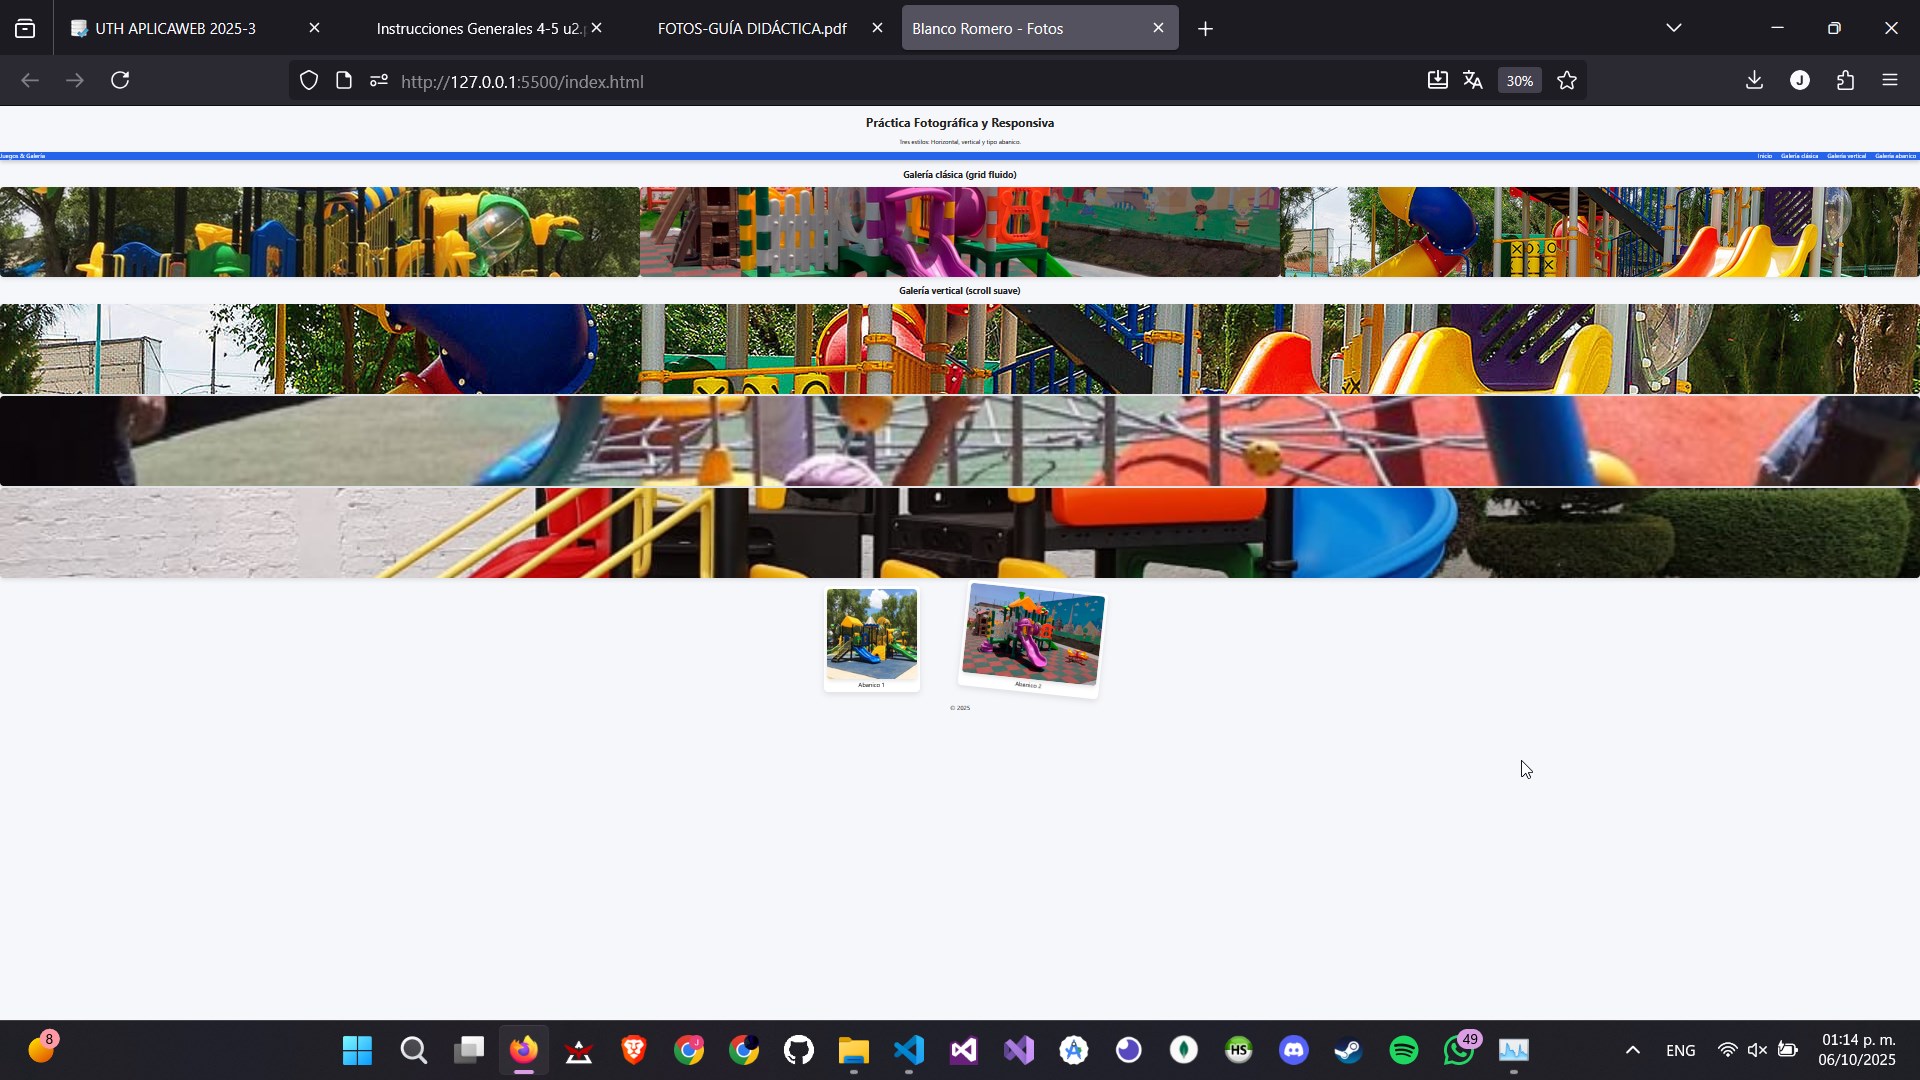 UTH APLICAWEB 2025-3
Instrucciones Generales 4-5 u2.p
FOTOS-GUÍA DIDÁCTICA.pdf
Blanco Romero - Fotos
http://127.0.0.1:5500/index.html
30%
J
Práctica Fotográfica y Responsiva
Tres estilos: Horizontal, vertical y tipo abanico.
Juegos & Galería
Inicio
Galería clásica
Galería vertical
Galería abanico
Galería clásica (grid fluido)
Galería vertical (scroll suave)
Abanico 1
Abanico 2
© 2025
8
J
HS
49
ENG
01:14 p. m.
06/10/2025